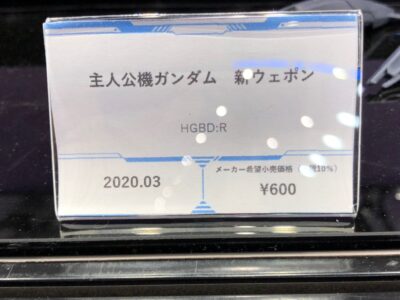 主人公機ガンダム 新ウェポン
HGBD:R
2020.03
メーカー希望小売価格 10%)
¥600